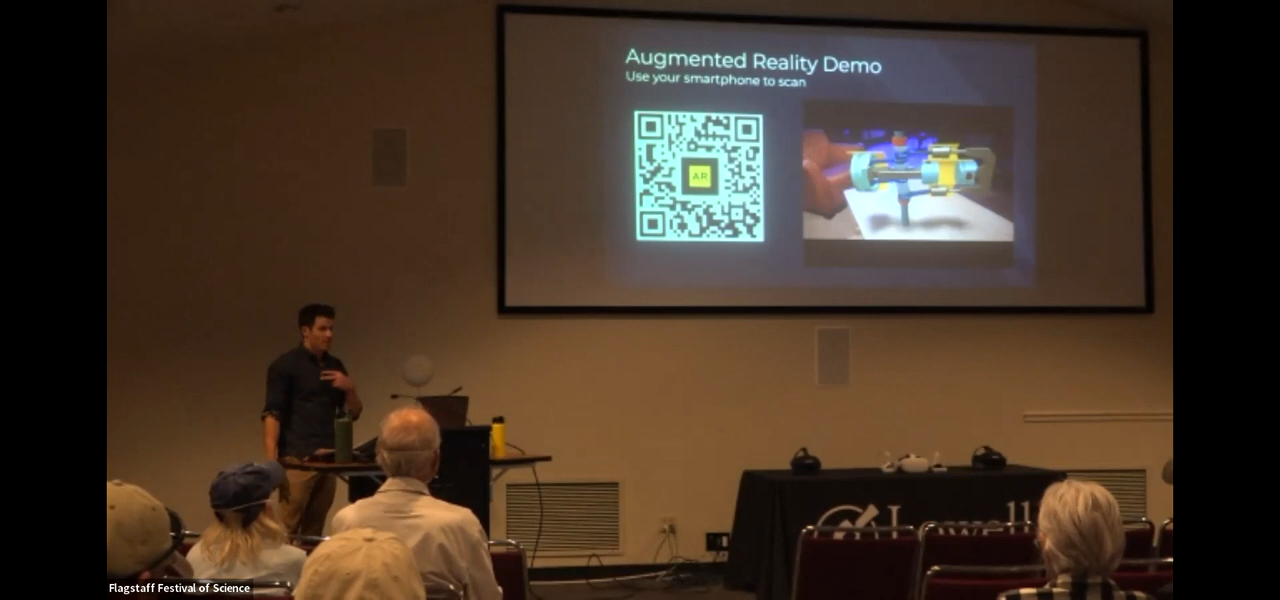 Augmented Reality Demo
Use your smartphone to scan
AR
Flagstaff Festival of Science